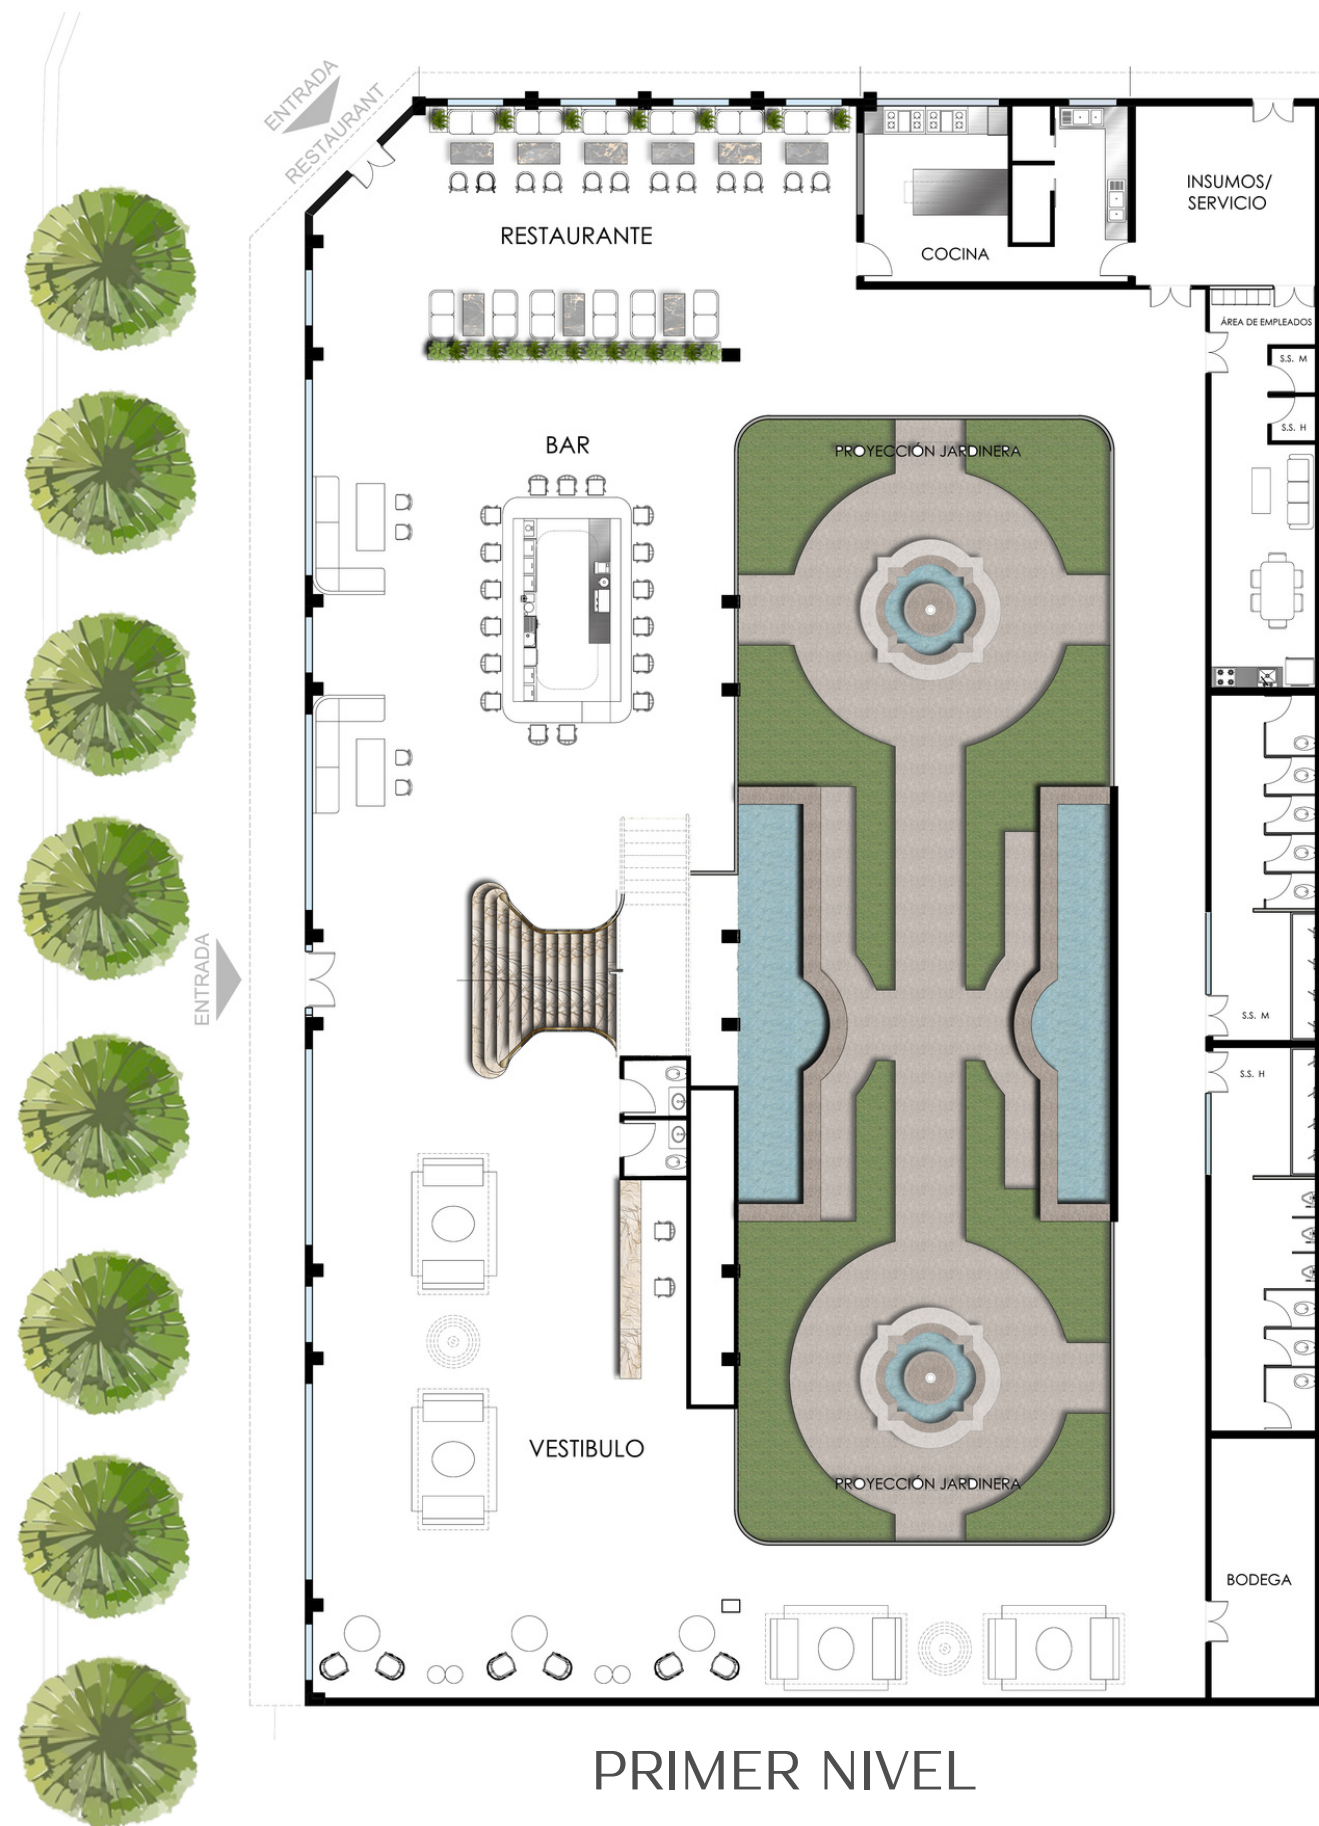 ENTRADA
RESTAURANT
INSUMOS/
SERVICIO
RESTAURANTE
COCINA
ÁREA DE EMPLEADOS
S.S. M
S.S. H
BAR
PROYECCIÓN JARDINERA
ENTRADA
S.S. M
S.S. H
VESTIBULO
PROYECCIÓN JARDINERA
BODEGA
PRIMER NIVEL